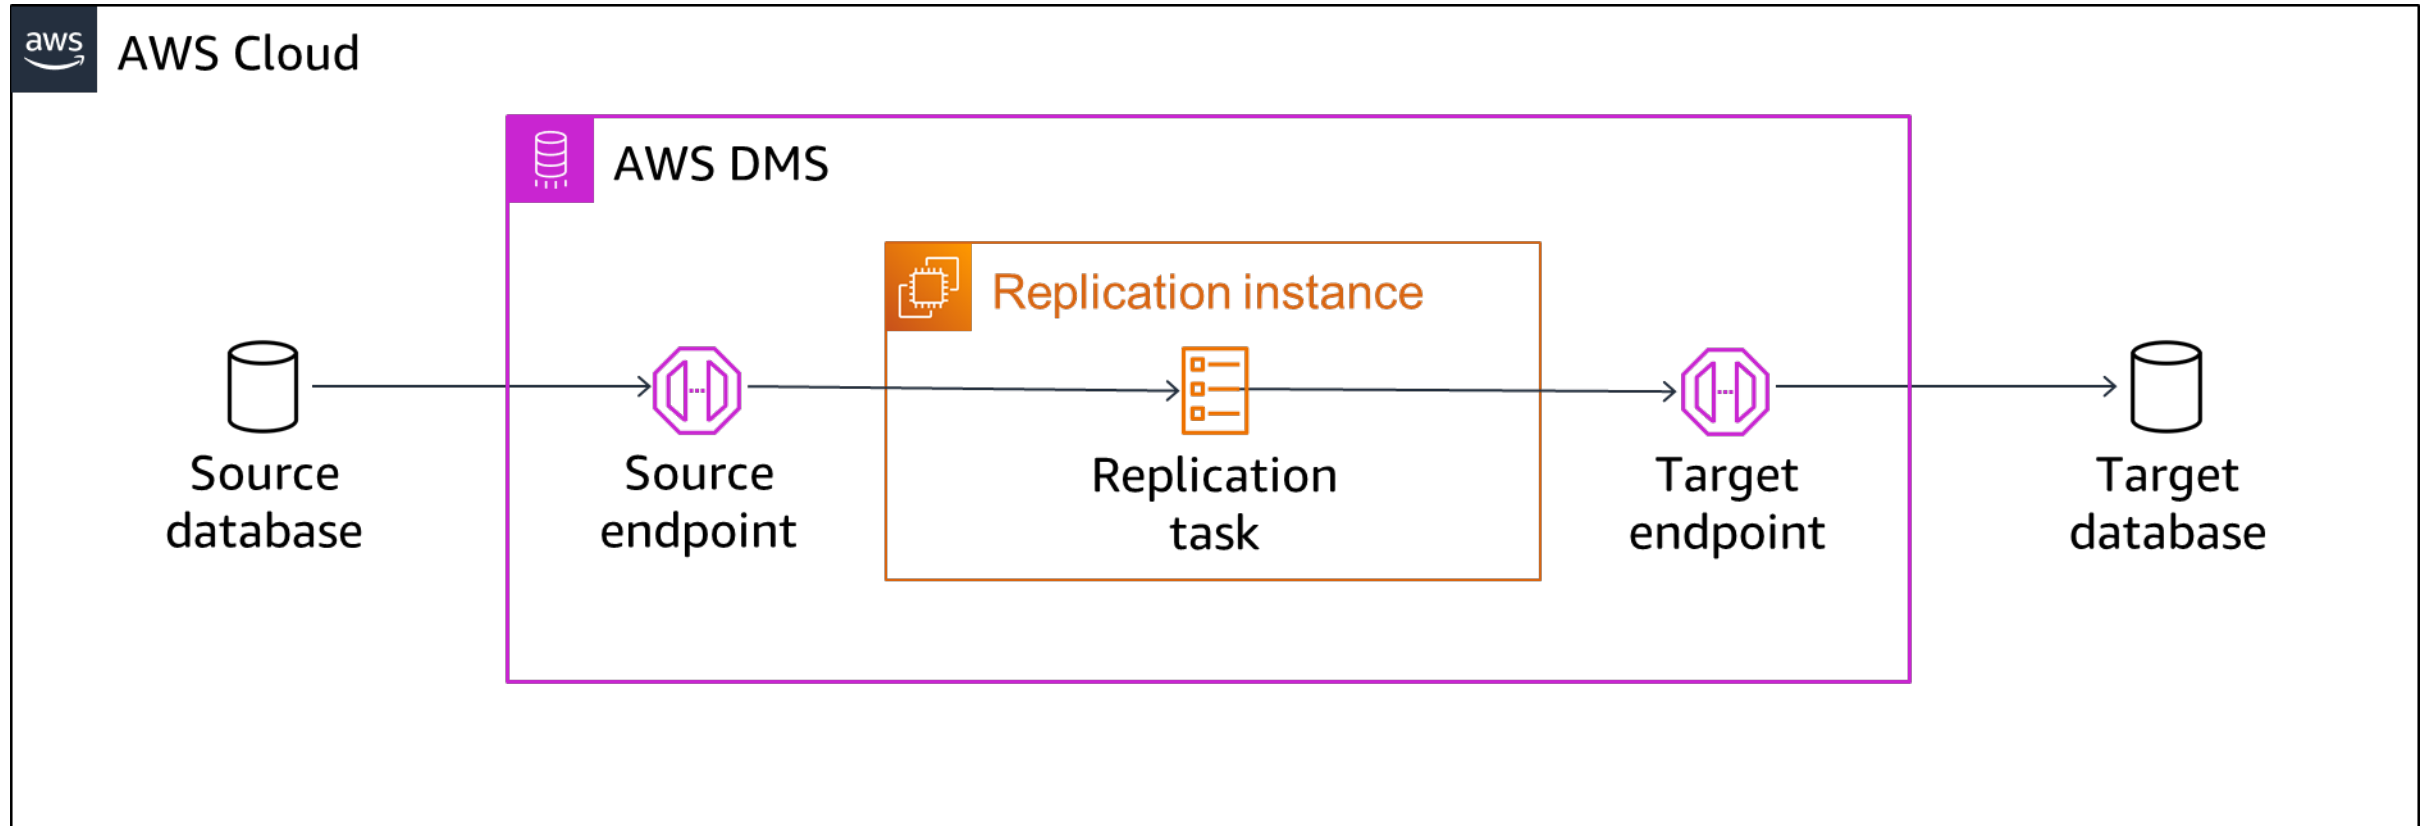 aws
AWS Cloud
AWS DMS
Replication instance
Source
database
Source
endpoint
Replication
task
Target
endpoint
Target
database